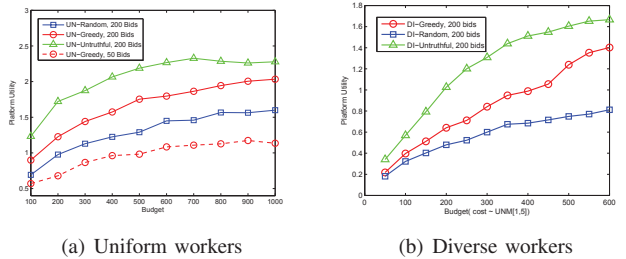 3
2.5
2
1.5
1
0.5
Platform Utility
UN-Random, 200 Bids
UN-Greedy, 200 Bids
UN-Untruthful, 200 Bids
UN-Greedy, 50 Bids
100 200 300 400 500 600 700 800 900 1000
Budget
(a) Uniform workers
1.8
1.6
1.4
1.2
1
0.8
0.6
0.4
0.2
0
Platform Utility
DI-Greedy, 200 bids
DI-Random, 200 bids
DI-Untruthful, 200 bids
0 100 200 300 400 500 600
Budget( cost ~ UNM[1,5])
(b) Diverse workers